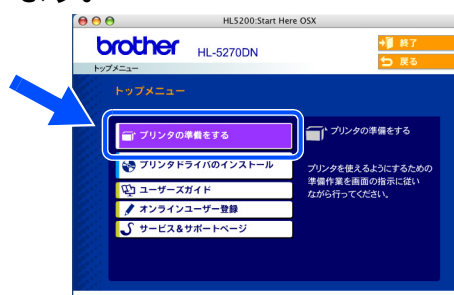 ます。
HL5200:Start Here OSX
brother HL-5270DN
終了
戻る
トップメニュー
トップメニュー
プリンタの準備をする
プリンタドライバのインストール
ユーザーズガイド
オンラインユーザー登録
サービス&サポートページ
プリンタの準備をする
プリンタを使えるようにするための
準備作業を画面の指示に従い
ながら行ってください。